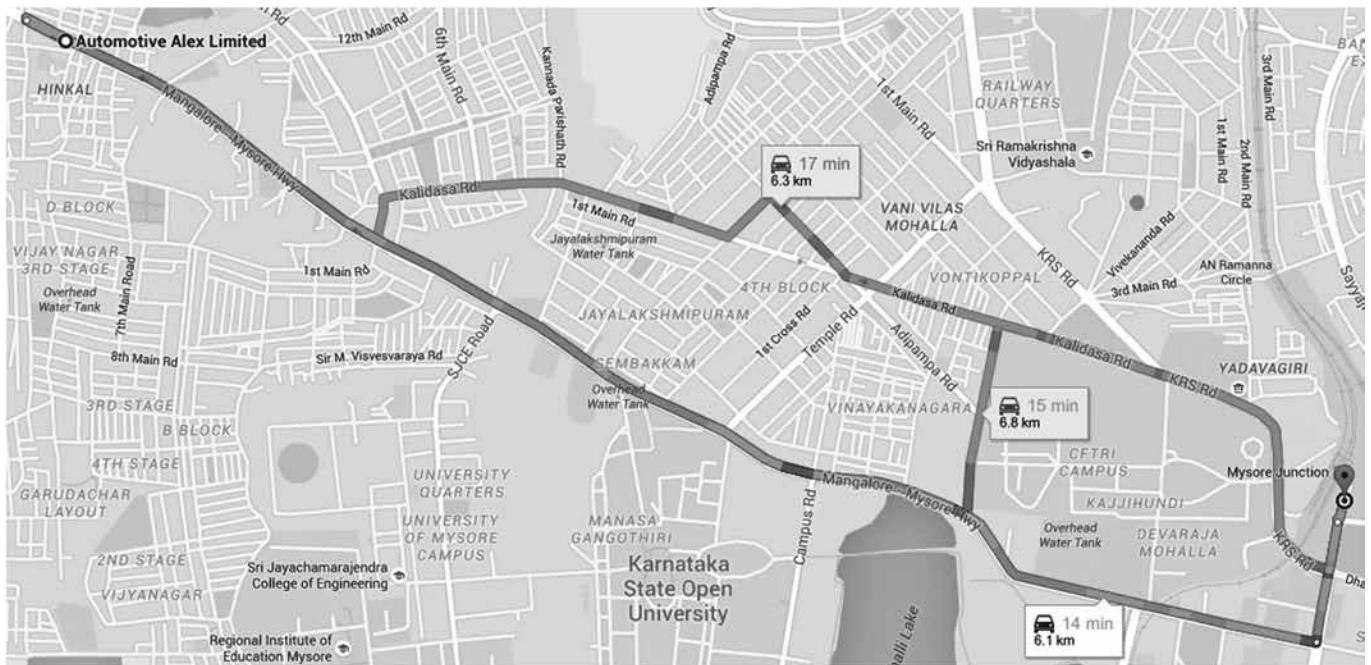 Automotive Alex Limited
12th Main Rd
6th Main Rd
Kannada Parishath Rd
Adipampa Rd
1st Main Rd
RAILWAY
QUARTERS
3rd Main Rd
1st Main Rd
2nd Main Rd
3rd Main Rd
HINKAL
Mangalore - Mysore Hwy
Sri Ramakrishna
Vidyashala
17 min
6.3 km
Kalidasa Rd
D BLOCK
1st Main Rd
VANI VILAS
MOHALLA
Jayalakshmipuram
Water Tank
VIJAY NAGAR
3RD STAGE
Overhead
Water Tank
7th Main Road
1st Main Rd
VONTIKOPPAL
KRS Rd
Vivekananda Rd
3rd Main Rd
AN Ramanna
Circle
4TH BLOCK
Kalidasa Rd
JAYALAKSHMIPURAM
1st Cross Rd
Temple Rd
Adipampa Rd
8th Main Rd
Sir M. Visvesvaraya Rd
SJCE Road
SEMBAKKAM
Overhead
Water Tank
Kalidasa Rd
KRS Rd
YADAVAGIRI
3RD STAGE
B BLOCK
4TH STAGE
VINAYAKANAGARA
15 min
6.8 km
CFTRI
CAMPUS
Mysore Junction
GARUDACHAR
LAYOUT
UNIVERSITY
QUARTERS
UNIVERSITY
OF MYSORE
CAMPUS
Mangalore - Mysore Hwy
KAJJIHUNDI
MANASA
GANGOTHRI
Campus Rd
Overhead
Water Tank
DEVARAJA
MOHALLA
2ND STAGE
VIJYANAGAR
Sri Jayachamarajendra
College of Engineering
Karnataka
State Open
University
KRS Rd
14 min
6.1 km
Regional Institute of
Education Mysore
Lake